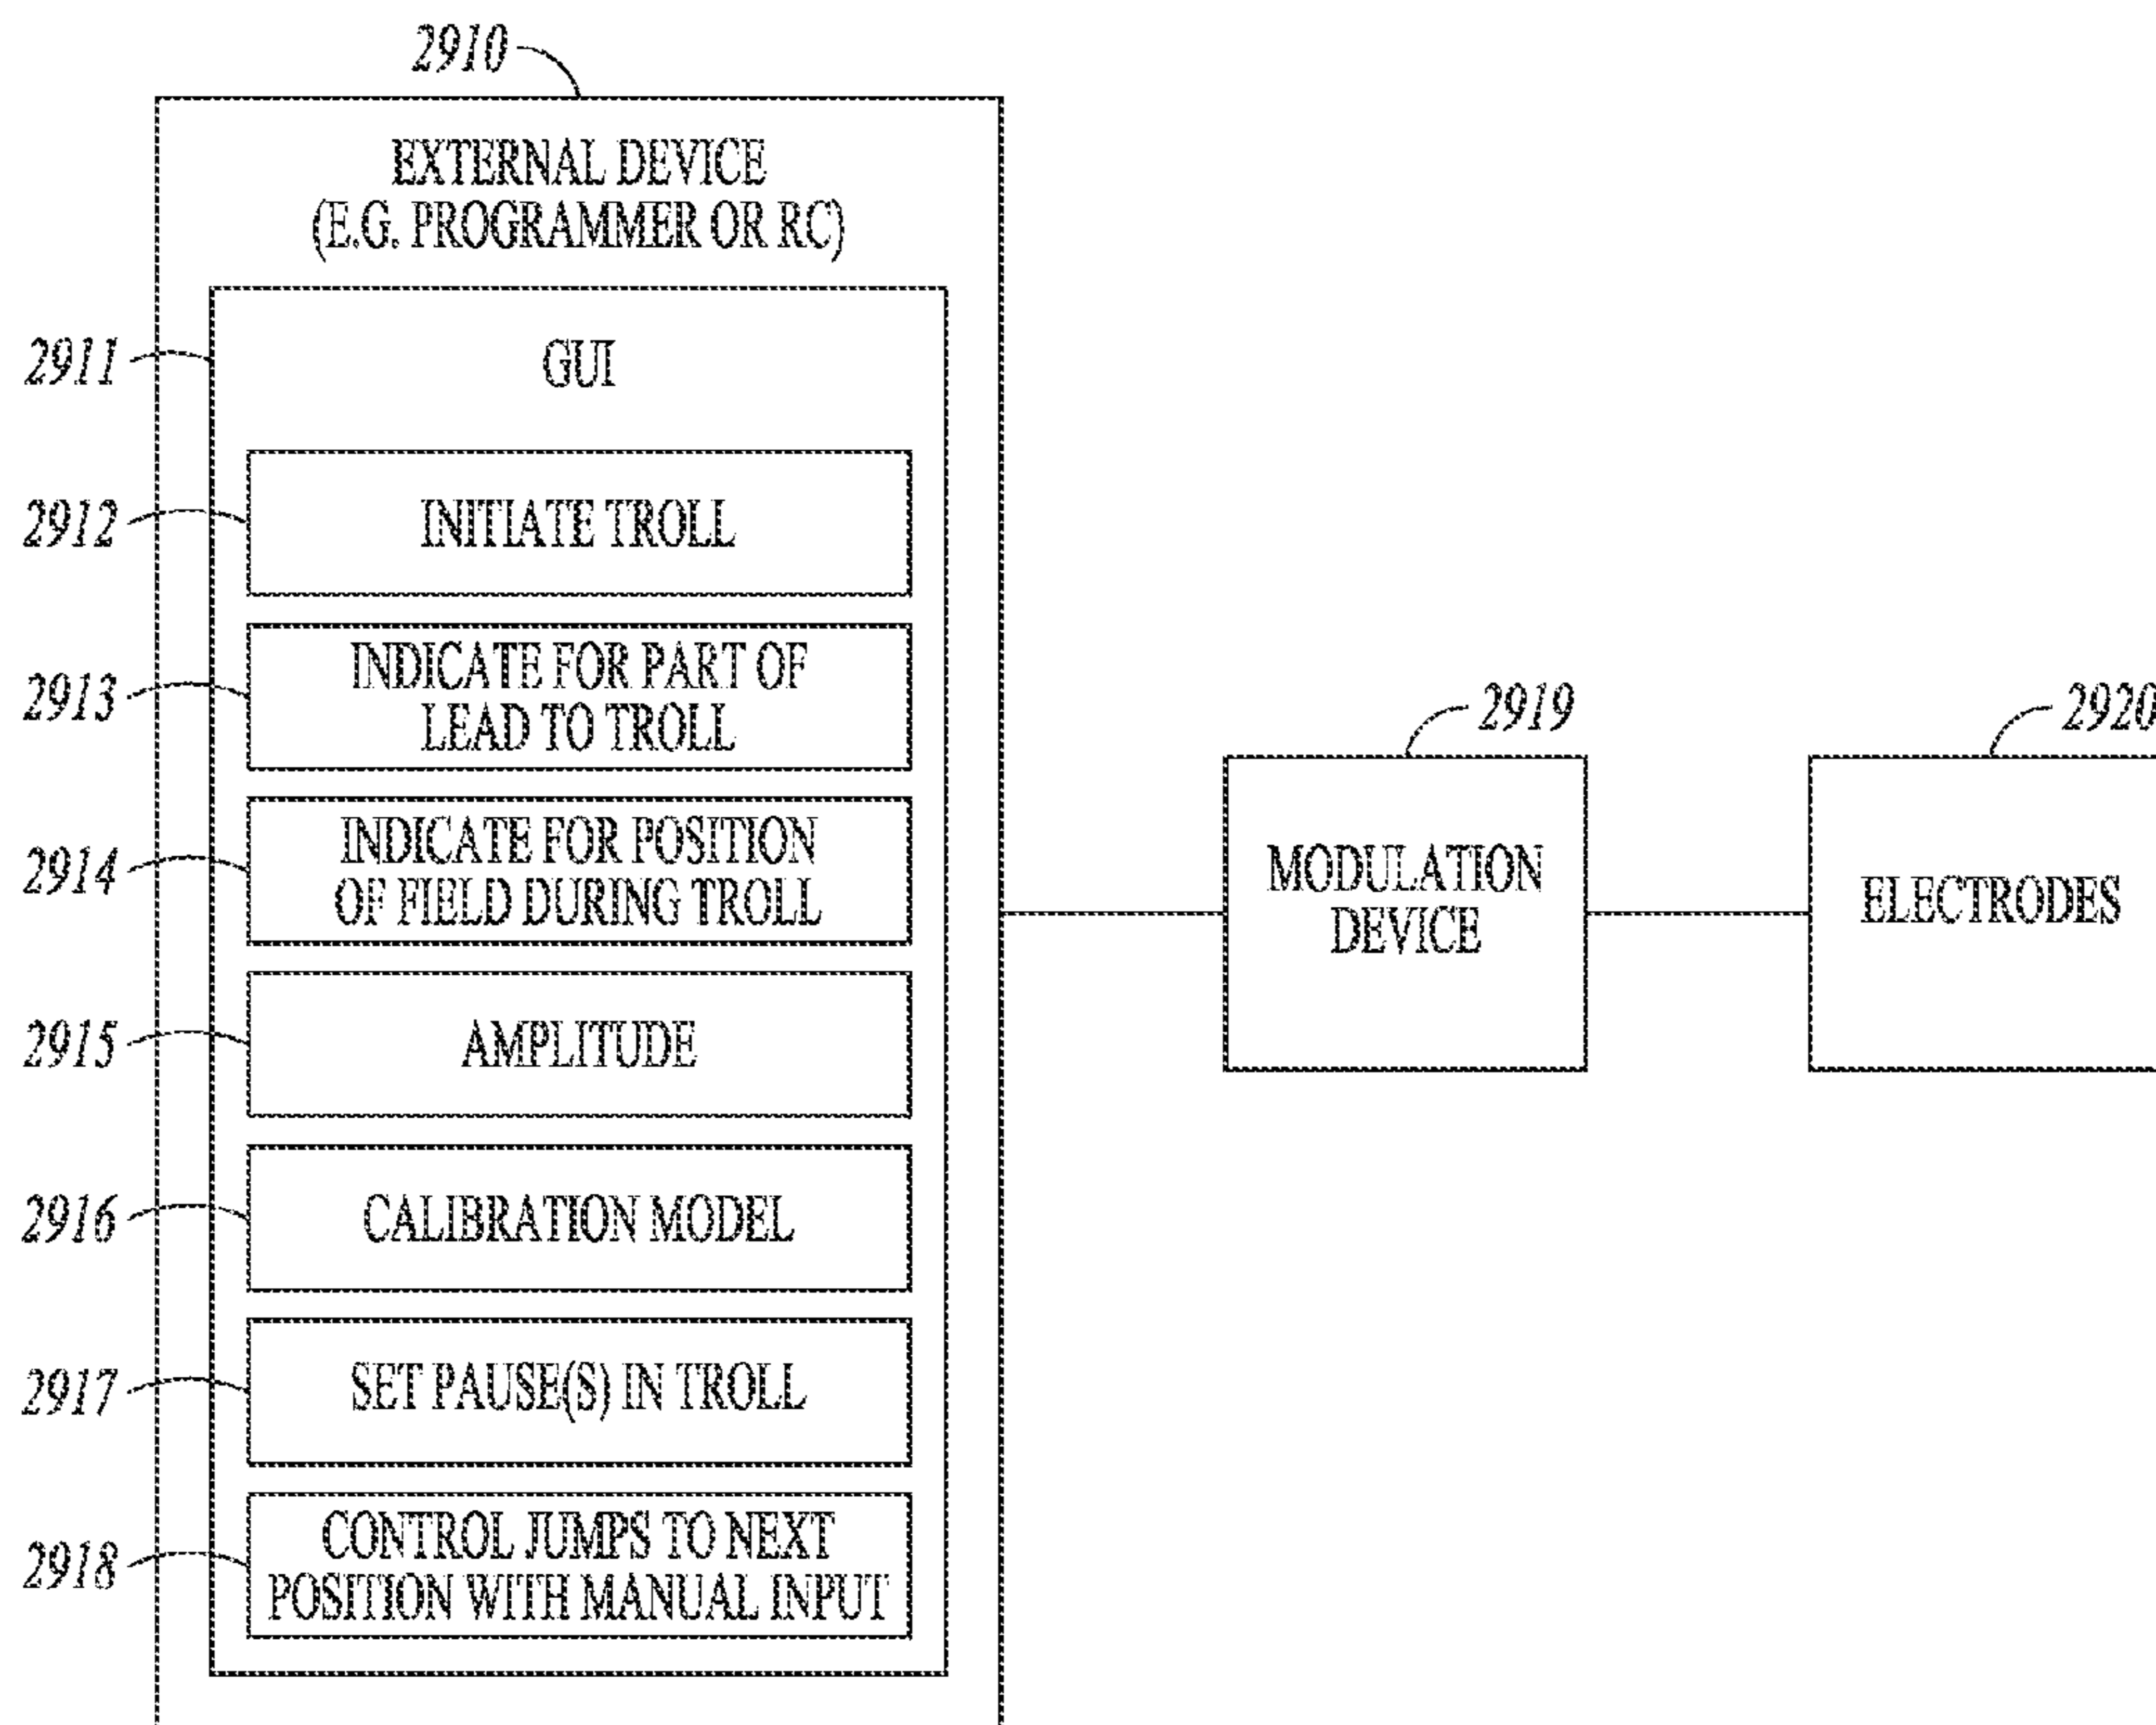 2910
EXTERNAL DEVICE
(E.G. PROGRAMMER OR RC)
2911
GUI
2912
INITIATE TROLL
2913
INDICATE FOR PART OF
LEAD TO TROLL
2914
INDICATE FOR POSITION
OF FIELD DURING TROLL
2915
AMPLITUDE
2916
CALIBRATION MODEL
2917
SET PAUSE(S) IN TROLL
2918
CONTROL JUMPS TO NEXT
POSITION WITH MANUAL INPUT
2919
MODULATION
DEVICE
2920
ELECTRODES